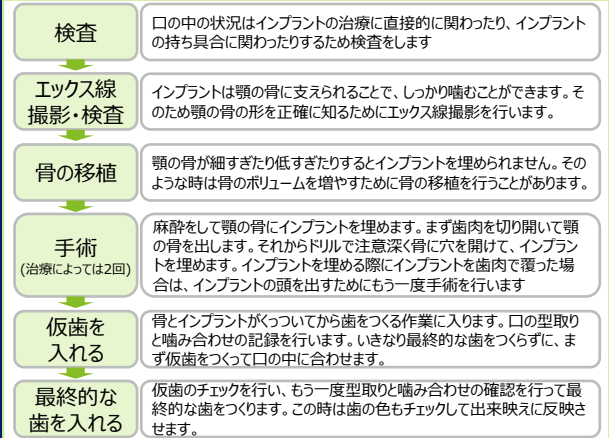 検査
口の中の状況はインプラントの治療に直接的に関わったり、インプラント
の持ち具合に関わったりするため検査をします
エックス線
撮影・検査
インプラントは顎の骨に支えられることで、しっかり噛むことができます。そ
のため顎の骨の形を正確に知るためにエックス線撮影を行います。
骨の移植
顎の骨が細すぎたり低すぎたりするとインプラントを埋められません。その
ような時は骨のボリュームを増やすために骨の移植を行うことがあります。
手術
(治療によっては2回)
麻酔をして顎の骨にインプラントを埋めます。まず歯肉を切り開いて顎
の骨を出します。それからドリルで注意深く骨に穴を開けて、インプラン
トを埋めます。インプラントを埋める際にインプラントを歯肉で覆った場
合は、インプラントの頭を出すためにもう一度手術を行います
仮歯を
入れる
骨とインプラントがくっついてから歯をつくる作業に入ります。口の型取り
と噛み合わせの記録を行います。いきなり最終的な歯をつくらずに、ま
ず仮歯をつくって口の中に合わせます。
最終的な
歯を入れる
仮歯のチェックを行い、もう一度型取りと噛み合わせの確認を行って最
終的な歯をつくります。この時は歯の色もチェックして出来映えに反映さ
せます。